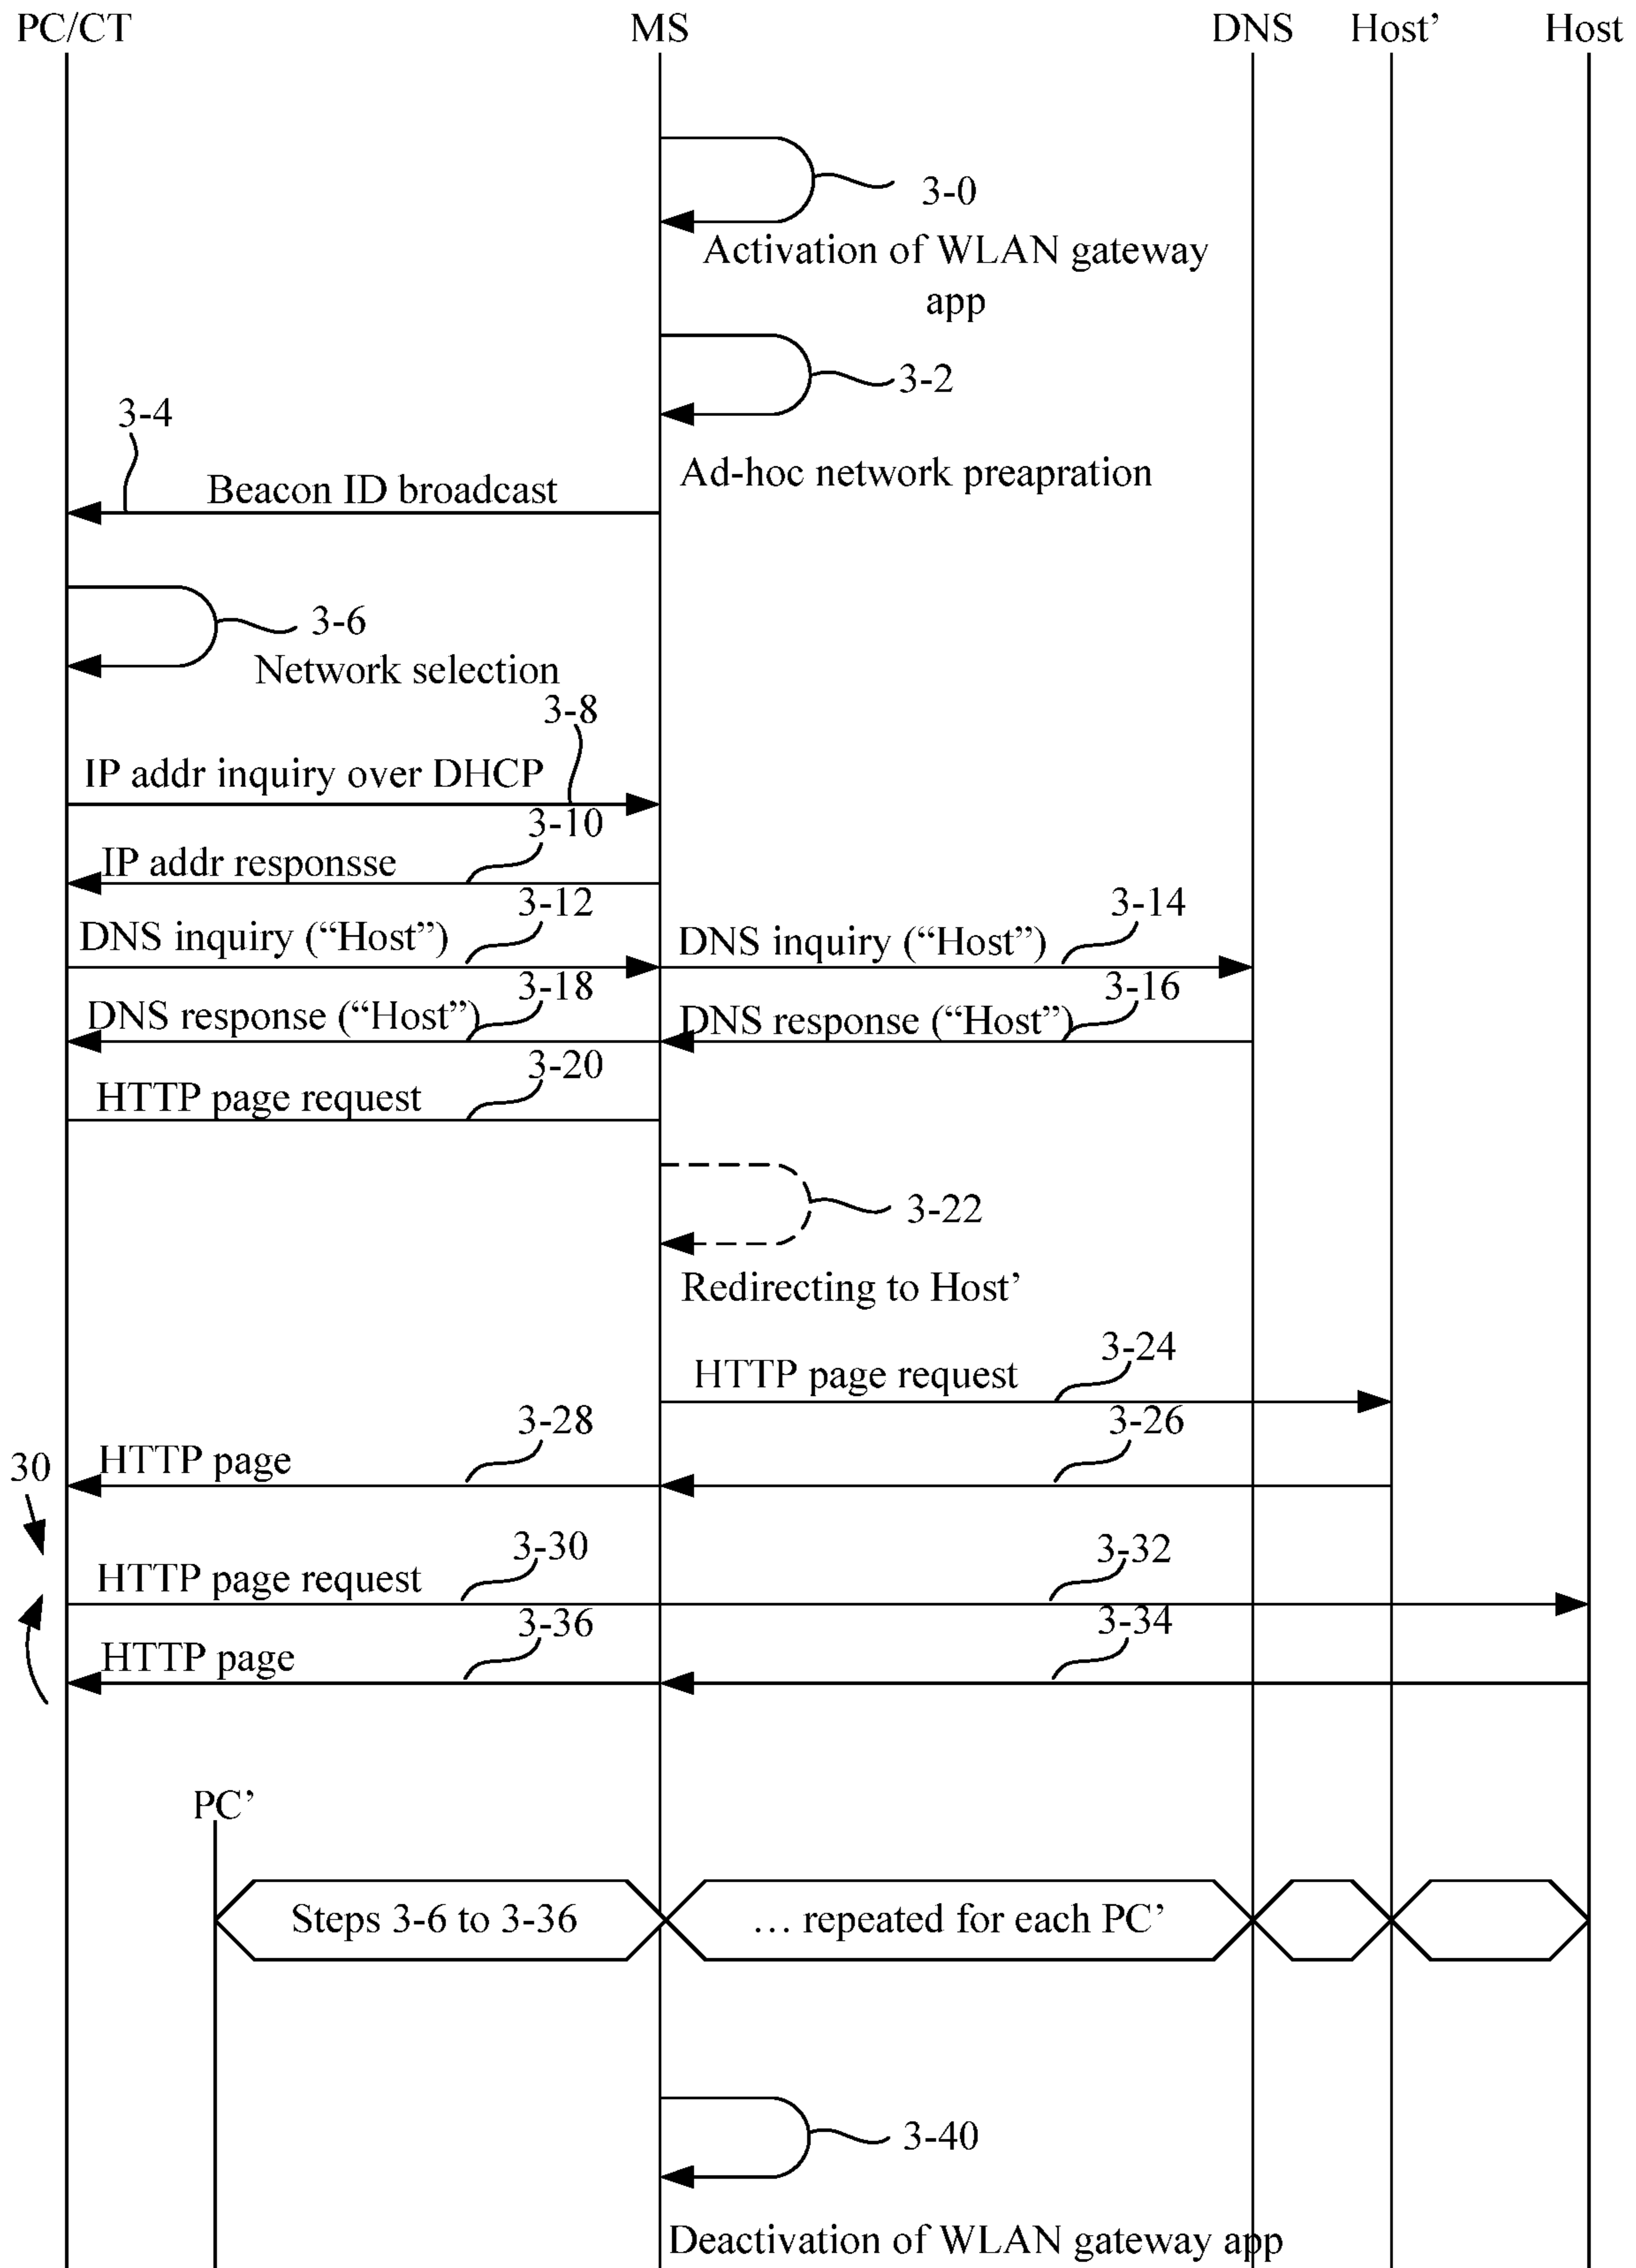 PC/CT MS DNS Host’ Host
3-0
Activation of WLAN gateway
app
3-2
3-4
Ad-hoc network preapration
Beacon ID broadcast
3-6
Network selection
3-8
IP addr inquiry over DHCP
3-10
IP addr responsse
3-12 3-14
DNS inquiry (“Host”) DNS inquiry (“Host”)
3-18 3-16
DNS response (“Host”) DNS response (“Host”)
3-20
HTTP page request
3-22
Redirecting to Host’
3-24
HTTP page request
3-28 3-26
HTTP page
30
3-30 3-32
HTTP page request
3-36 3-34
HTTP page
PC’
Steps 3-6 to 3-36 … repeated for each PC’
3-40
Deactivation of WLAN gateway app